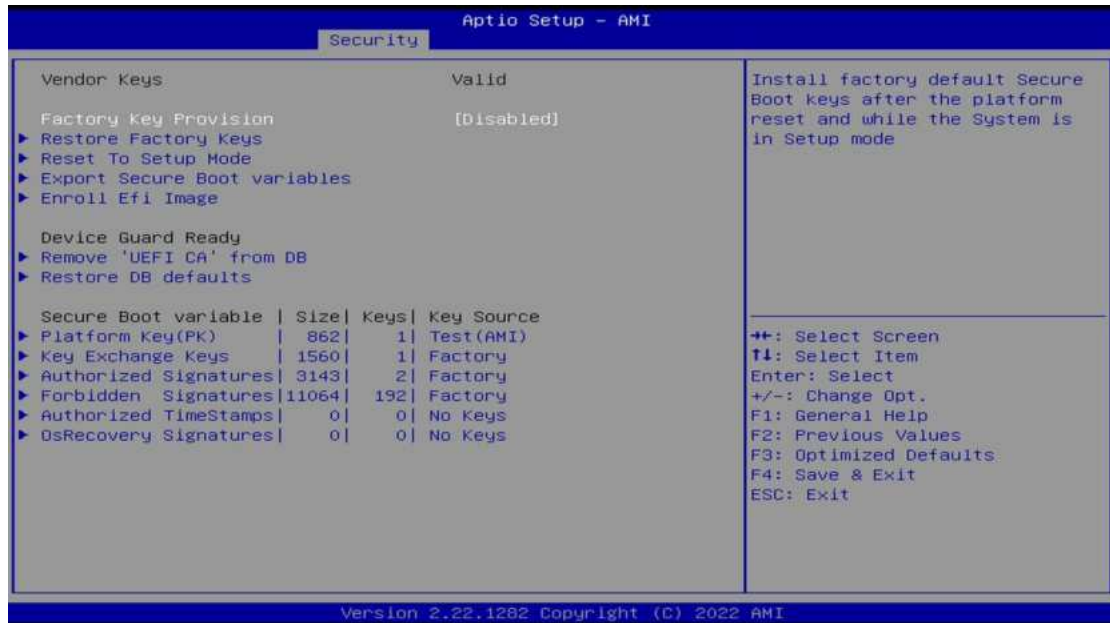 Aptio Setup – AMI
Security
Vendor Keys Valid
Factory Key Provision [Disabled]
► Restore Factory Keys
► Reset To Setup Mode
► Export Secure Boot variables
► Enroll Efi Image
Device Guard Ready
► Remove 'UEFI CA' from DB
► Restore DB defaults
Secure Boot variable | Size| Keys| Key Source
► Platform Key(PK) | 862| 1| Test(AMI)
► Key Exchange Keys | 1560| 1| Factory
► Authorized Signatures| 3143| 2| Factory
► Forbidden Signatures|11064| 192| Factory
► Authorized TimeStamps| 0| 0| No Keys
► OsRecovery Signatures| 0| 0| No Keys
Install factory default Secure
Boot keys after the platform
reset and while the System is
in Setup mode
→←: Select Screen
↑↓: Select Item
Enter: Select
+/-: Change Opt.
F1: General Help
F2: Previous Values
F3: Optimized Defaults
F4: Save & Exit
ESC: Exit
Version 2.22.1282 Copyright (C) 2022 AMI